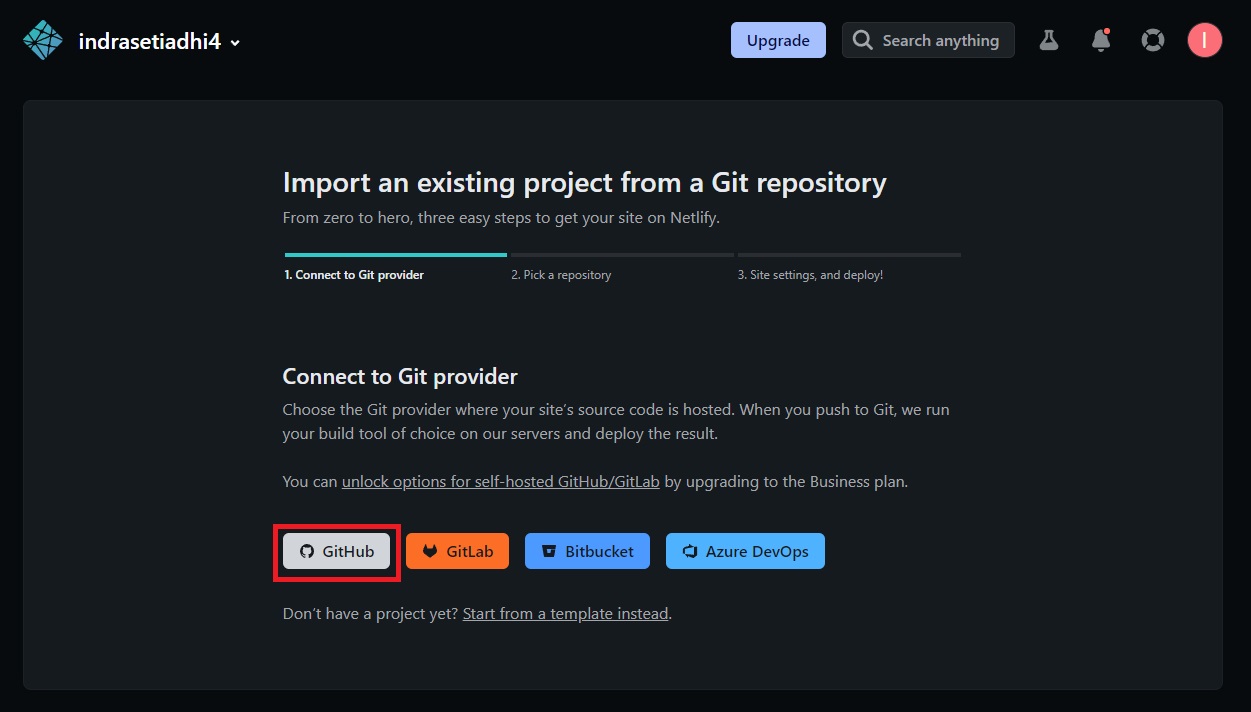 indrasetiadhi4
Upgrade
Search anything
I
Import an existing project from a Git repository
From zero to hero, three easy steps to get your site on Netlify.
1. Connect to Git provider
2. Pick a repository
3. Site settings, and deploy!
Connect to Git provider
Choose the Git provider where your site’s source code is hosted. When you push to Git, we run
your build tool of choice on our servers and deploy the result.
You can unlock options for self-hosted GitHub/GitLab by upgrading to the Business plan.
GitHub
GitLab
Bitbucket
Azure DevOps
Don’t have a project yet? Start from a template instead.